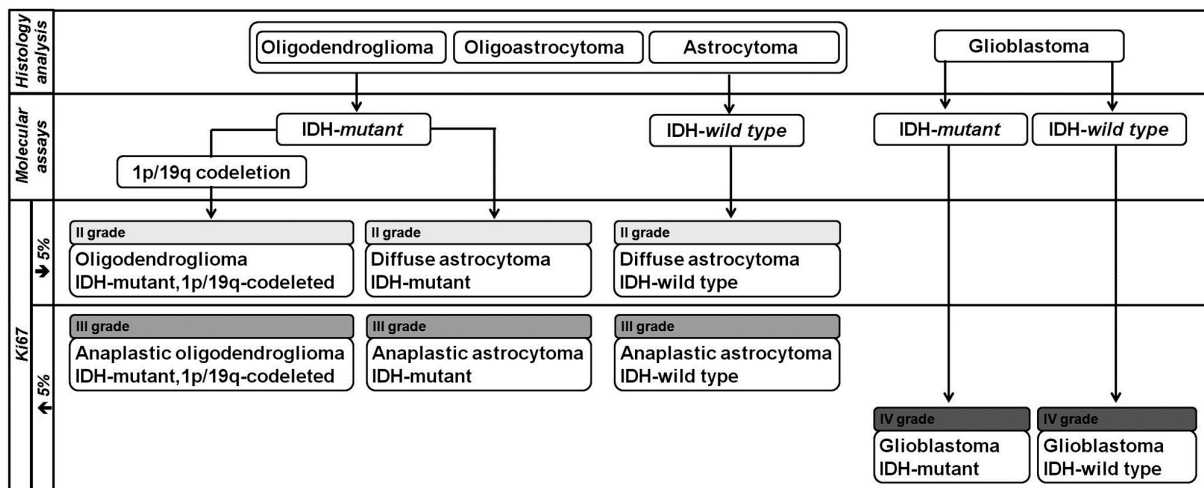 Histology
analysis
Oligodendroglioma
Oligoastrocytoma
Astrocytoma
Glioblastoma
Molecular
assays
IDH-mutant
IDH-wild type
IDH-mutant
IDH-wild type
1p/19q codeletion
Ki67
5%
II grade
Oligodendroglioma
IDH-mutant,1p/19q-codeleted
II grade
Diffuse astrocytoma
IDH-mutant
II grade
Diffuse astrocytoma
IDH-wild type
5%
III grade
Anaplastic oligodendroglioma
IDH-mutant,1p/19q-codeleted
III grade
Anaplastic astrocytoma
IDH-mutant
III grade
Anaplastic astrocytoma
IDH-wild type
IV grade
Glioblastoma
IDH-mutant
IV grade
Glioblastoma
IDH-wild type